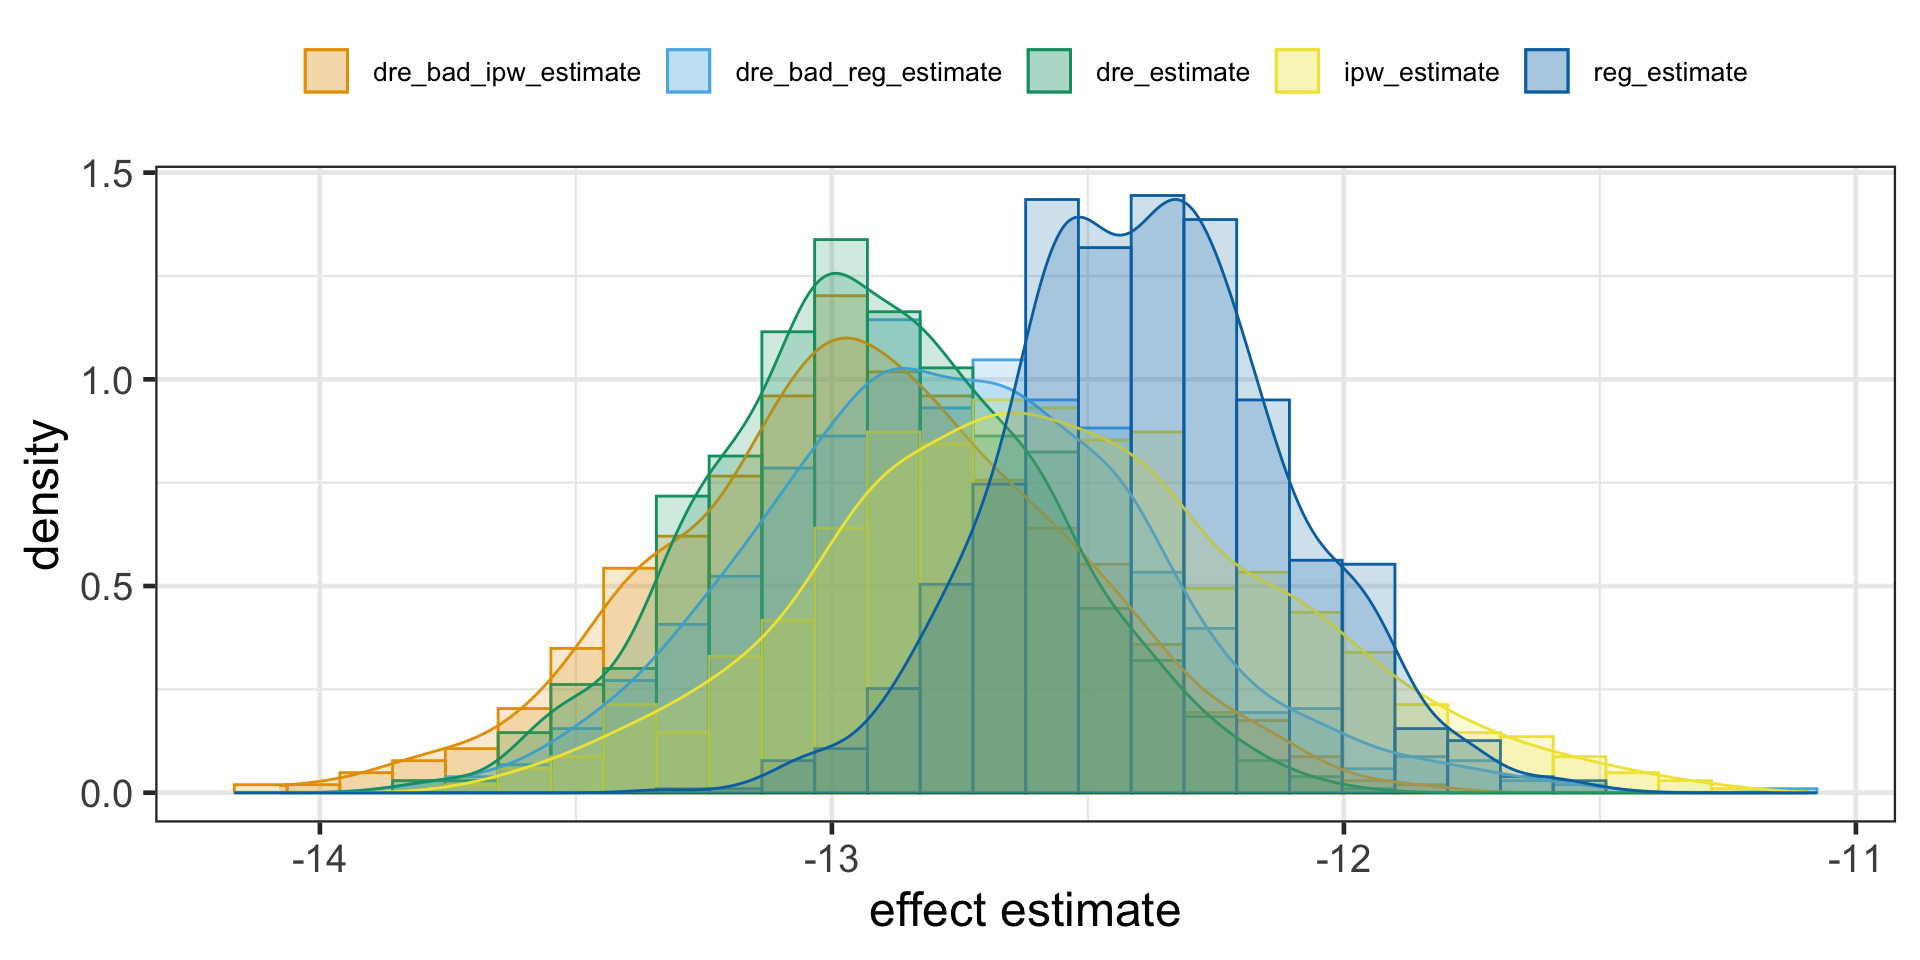 dre_bad_ipw_estimate dre_bad_reg_estimate dre_estimate ipw_estimate reg_estimate
1.5
1.0
0.5
0.0
density
-14 -13 -12 -11
effect estimate